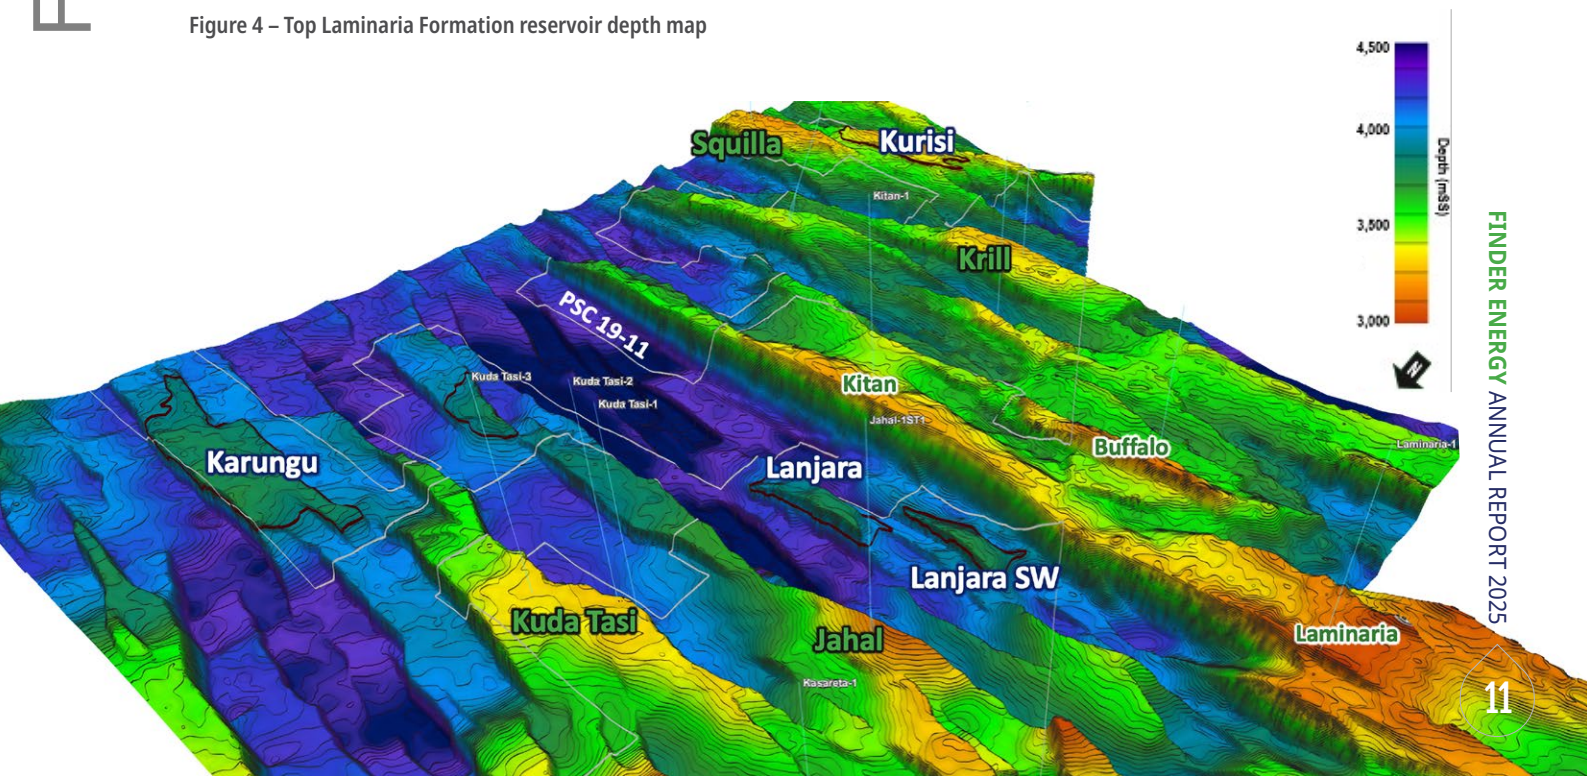 Figure 4 – Top Laminaria Formation reservoir depth map
4,500
4,000
3,500
3,000
Depth (mSS)
N
Squilla
Kurisi
Kitan-1
Krill
PSC 19-11
Kuda Tasi-3
Kuda Tasi-2
Kuda Tasi-1
Kitan
Jahal-1ST1
Buffalo
Laminaria-1
Karungu
Lanjara
Lanjara SW
Kuda Tasi
Jahal
Laminaria
Kasareta-1
FINDER ENERGY ANNUAL REPORT 2025
11